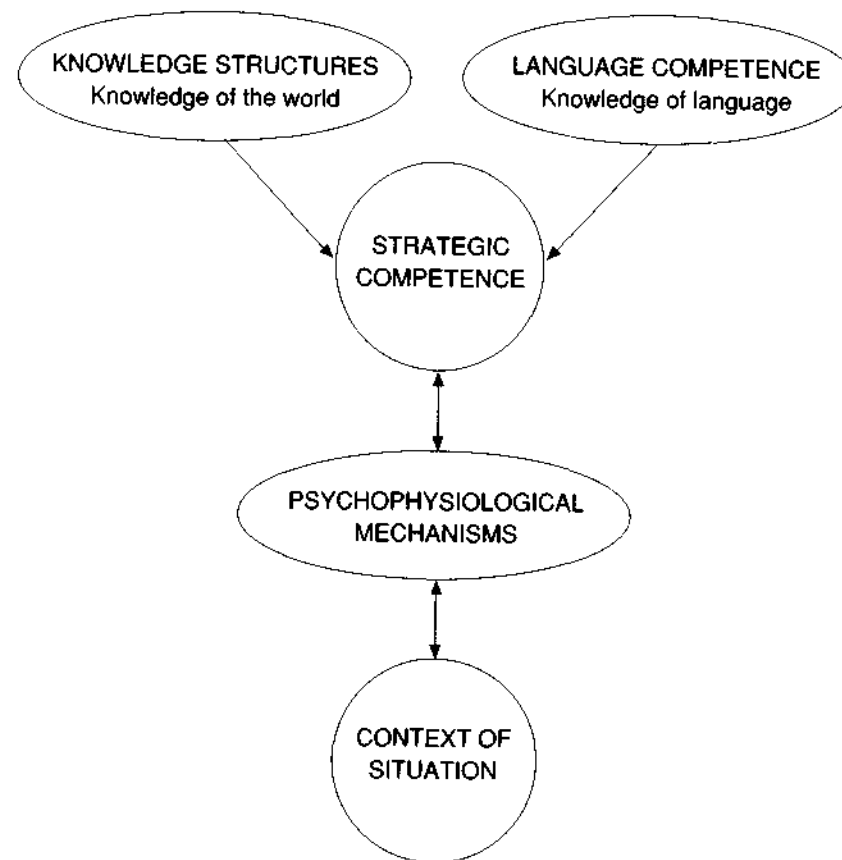 KNOWLEDGE STRUCTURES
Knowledge of the world
LANGUAGE COMPETENCE
Knowledge of language
STRATEGIC
COMPETENCE
PSYCHOPHYSIOLOGICAL
MECHANISMS
CONTEXT OF
SITUATION